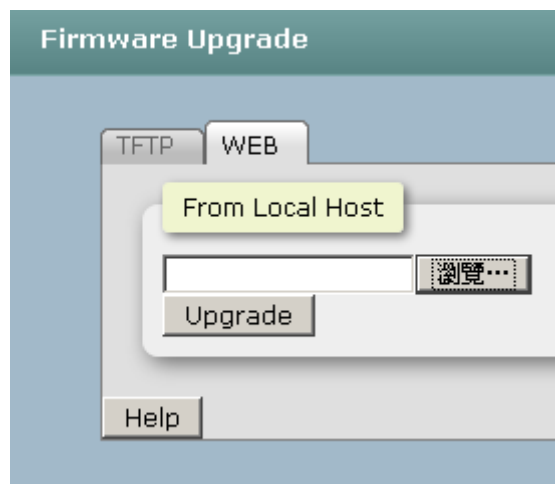 Firmware Upgrade
TFTP WEB
From Local Host
瀏覽…
Upgrade
Help